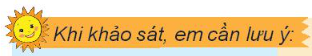 Khi khảo sát, em cần lưu ý: